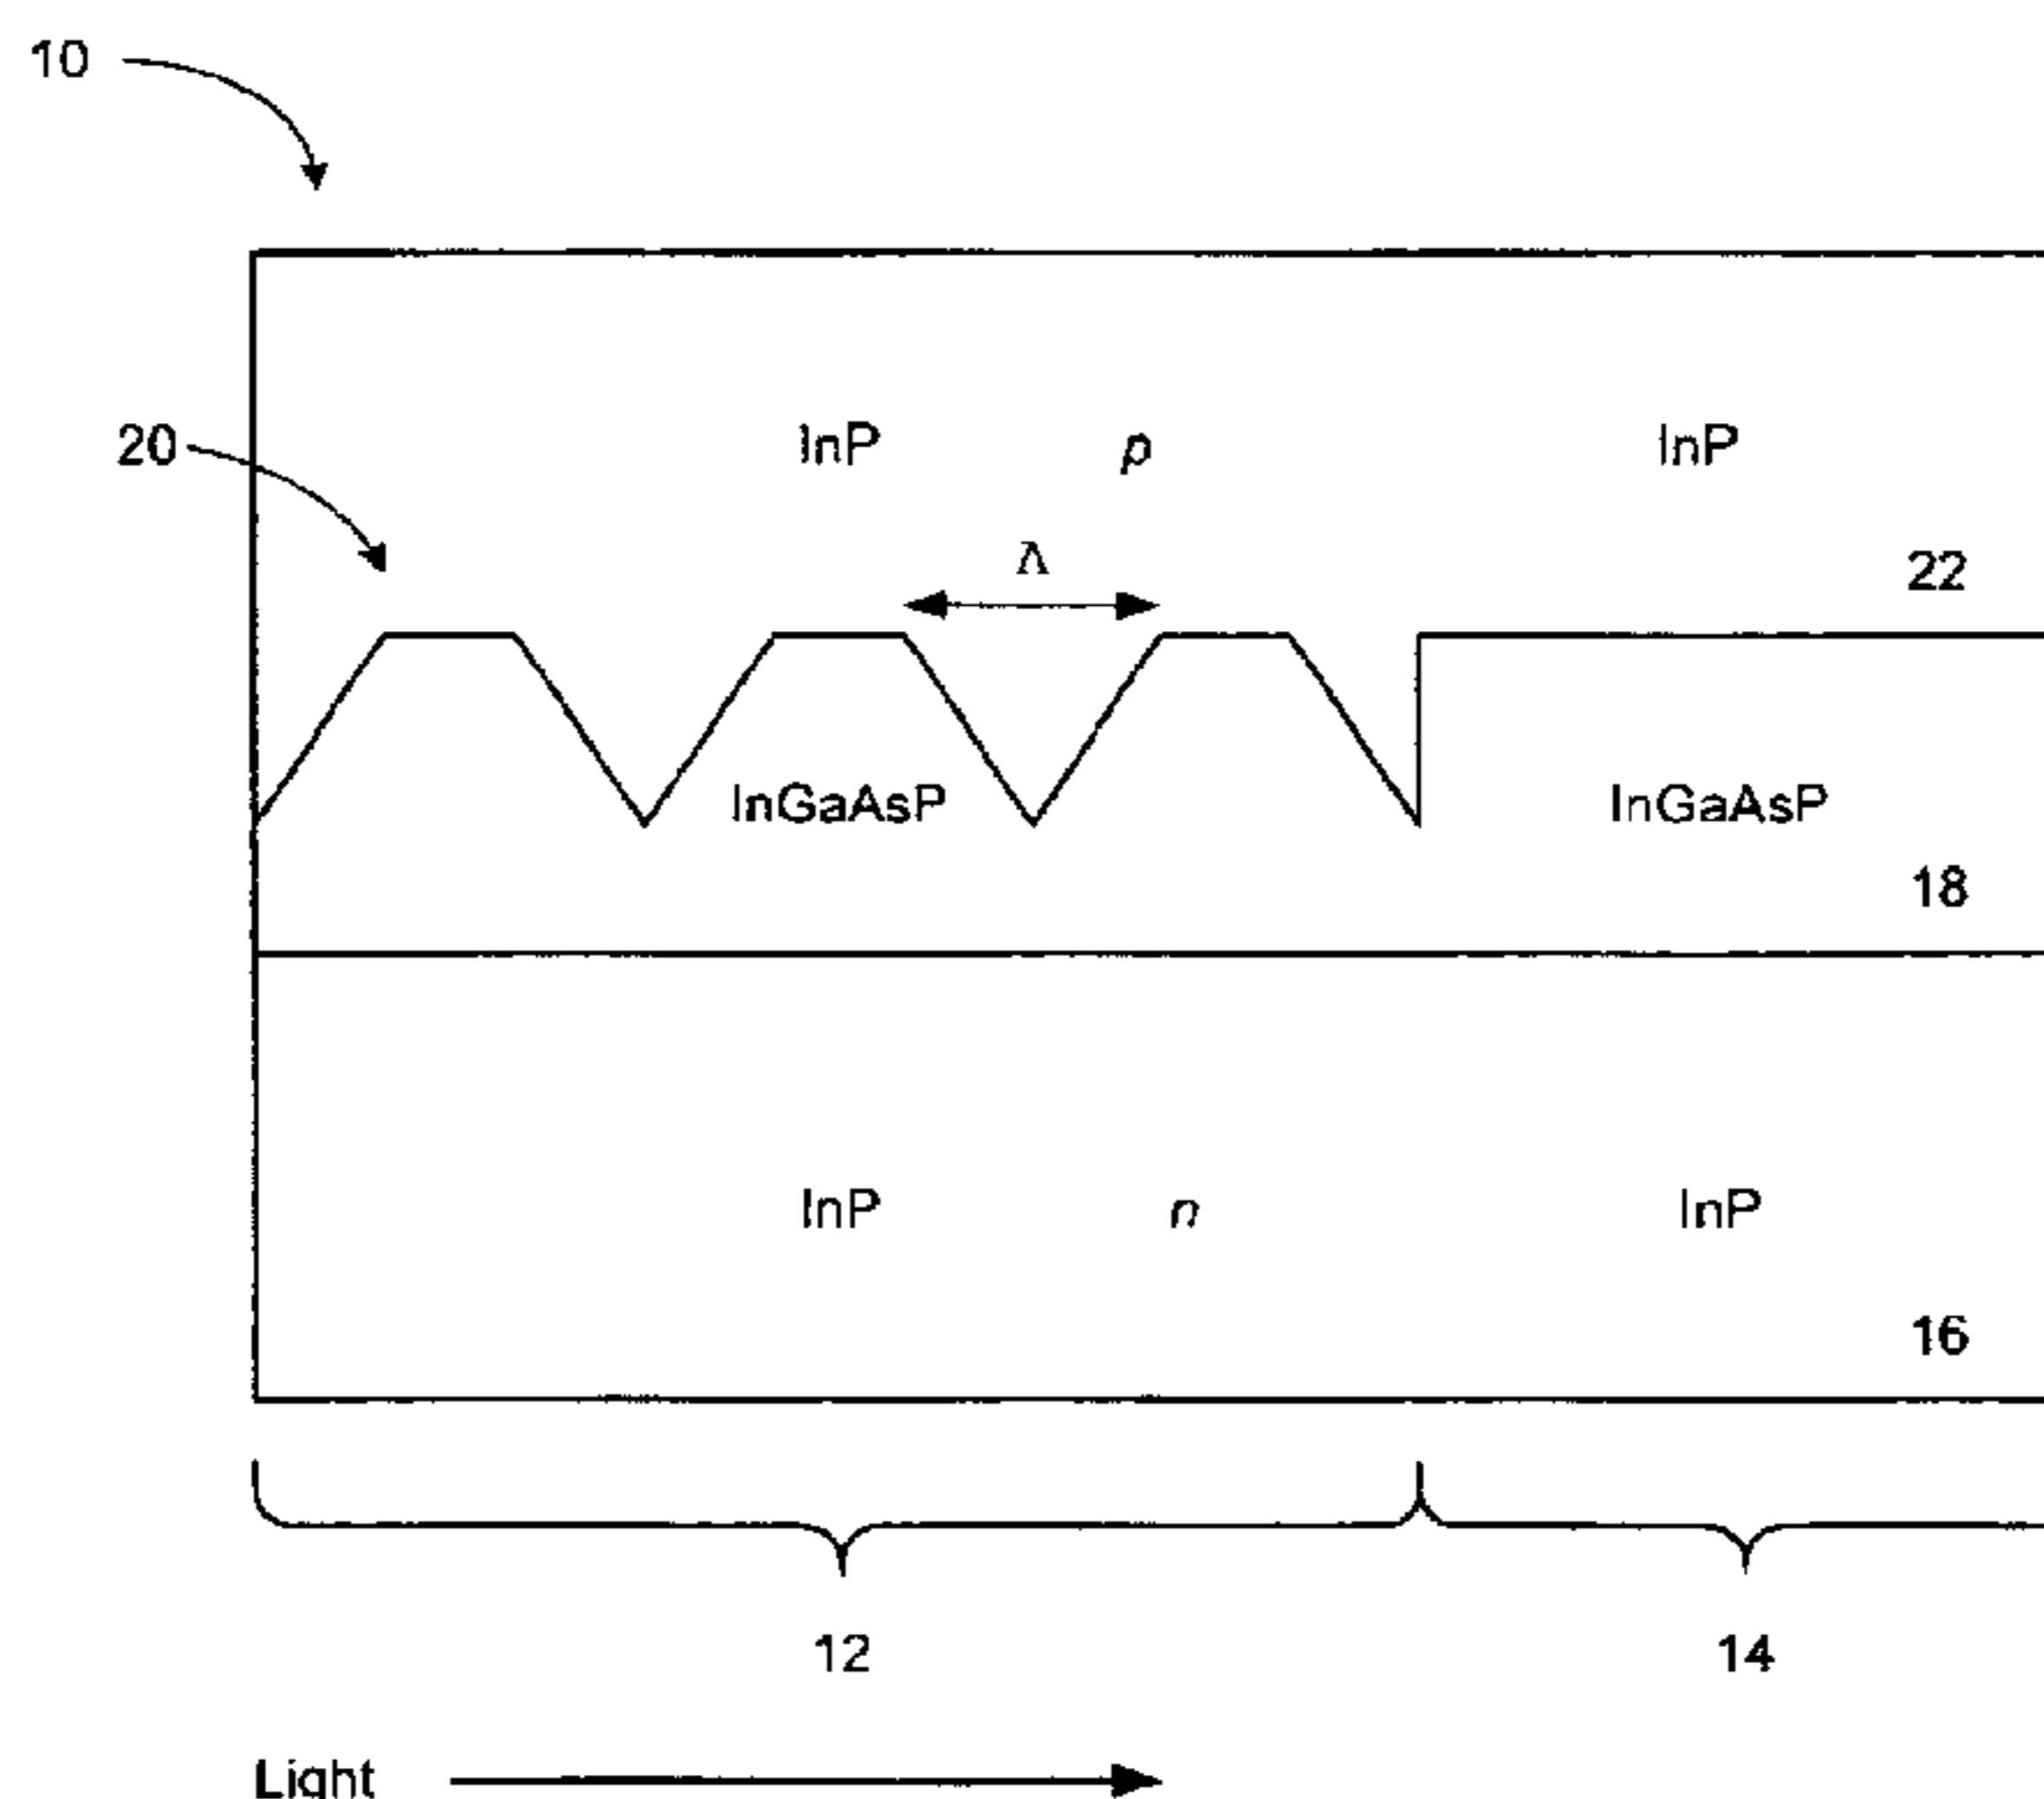 10
20
InP p InP
Λ
22
InGaAsP InGaAsP
18
InP n InP
16
12 14
Light